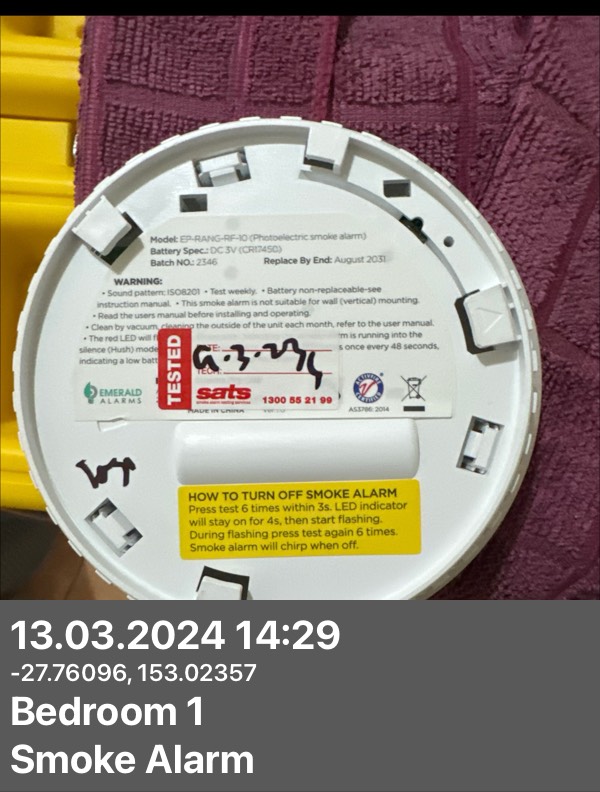 Model: EP-RANG-RF-10 (Photoelectric smoke alarm)
Battery Spec.: DC 3V (CR17450)
Batch NO.: 2346 Replace By End: August 2031
WARNING:
• Sound pattern: ISO8201 • Test weekly. • Battery non-replaceable-see
instruction manual. • This smoke alarm is not suitable for wall (vertical) mounting.
• Read the users manual before installing and operating.
• Clean by vacuum, cleaning the outside of the unit each month, refer to the user manual.
• The red LED will m is running into the
silence (Hush) mode s once every 48 seconds,
indicating a low batt
TESTED
TECH:
sats
1300 55 21 99
EMERALD
ALARMS
MADE IN CHINA
AS3786: 2014
HOW TO TURN OFF SMOKE ALARM
Press test 6 times within 3s. LED indicator
will stay on for 4s, then start flashing.
During flashing press test again 6 times.
Smoke alarm will chirp when off.
13.03.2024 14:29
-27.76096, 153.02357
Bedroom 1
Smoke Alarm